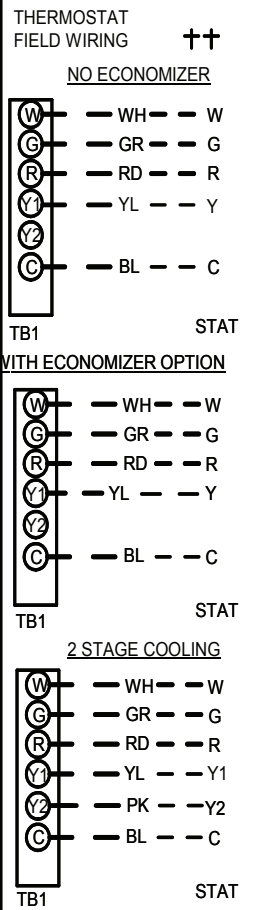 THERMOSTAT
FIELD WIRING ††
NO ECONOMIZER
W WH W
G GR G
R RD R
Y1 YL Y
Y2
C BL C
TB1 STAT
WITH ECONOMIZER OPTION
W WH W
G GR G
R RD R
Y1 YL Y
Y2
C BL C
TB1 STAT
2 STAGE COOLING
W WH W
G GR G
R RD R
Y1 YL Y1
Y2 PK Y2
C BL C
TB1 STAT